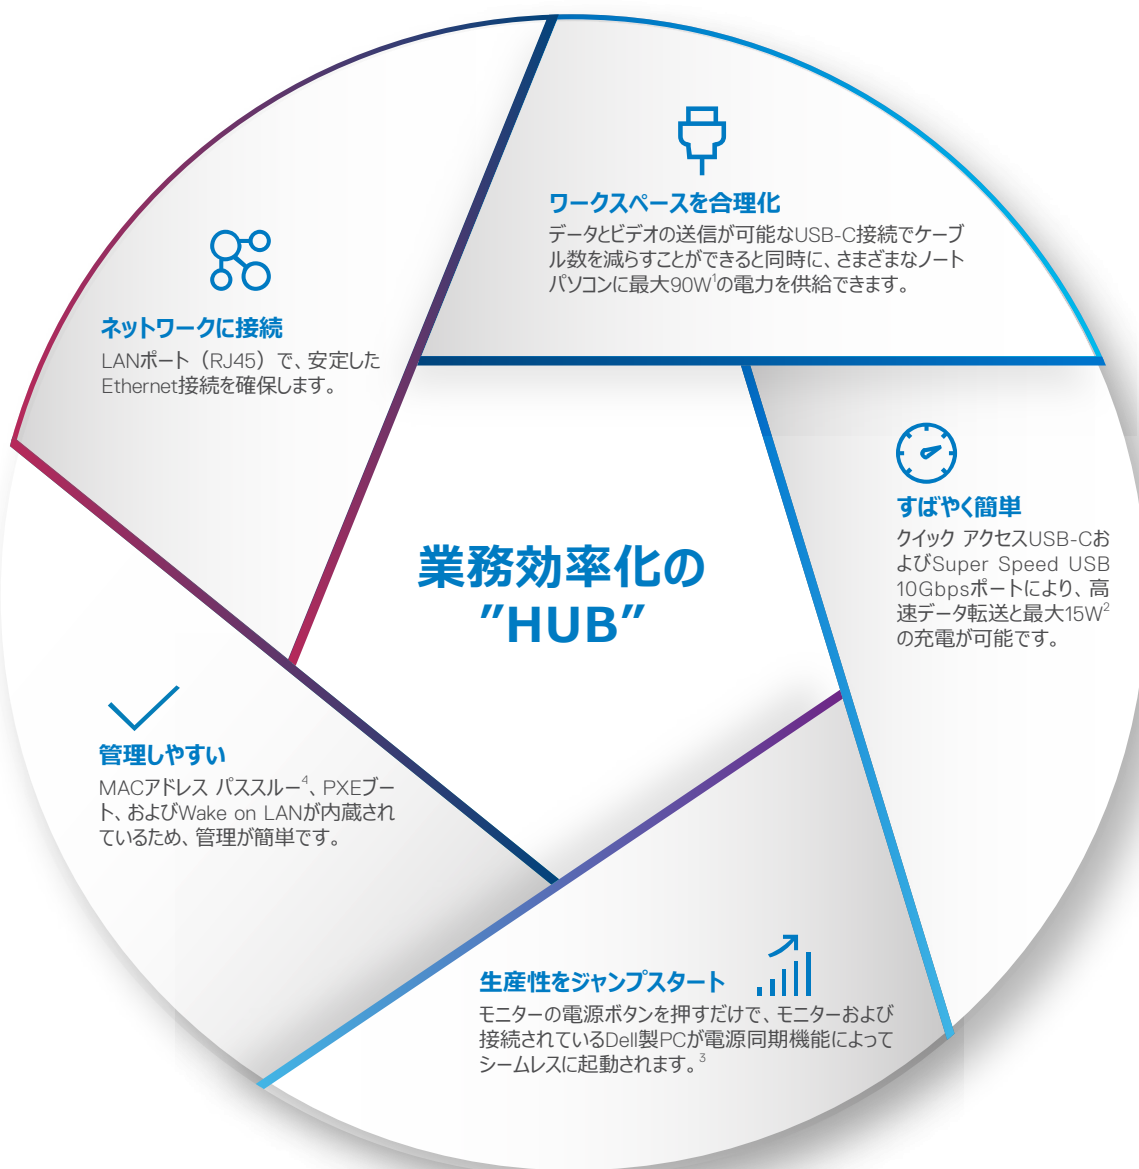 ワークスペースを合理化
データとビデオの送信が可能なUSB-C接続でケーブ
ル数を減らすことができると同時に、さまざまなノート
パソコンに最大90W¹の電力を供給できます。
ネットワークに接続
LANポート（RJ45）で、安定した
Ethernet接続を確保します。
すばやく簡単
クイック アクセスUSB-Cお
よびSuper Speed USB
10Gbpsポートにより、高
速データ転送と最大15W²
の充電が可能です。
業務効率化の
"HUB"
管理しやすい
MACアドレス パススルー⁴、PXEブー
ト、およびWake on LANが内蔵され
ているため、管理が簡単です。
生産性をジャンプスタート
モニターの電源ボタンを押すだけで、モニターおよび
接続されているDell製PCが電源同期機能によって
シームレスに起動されます。³